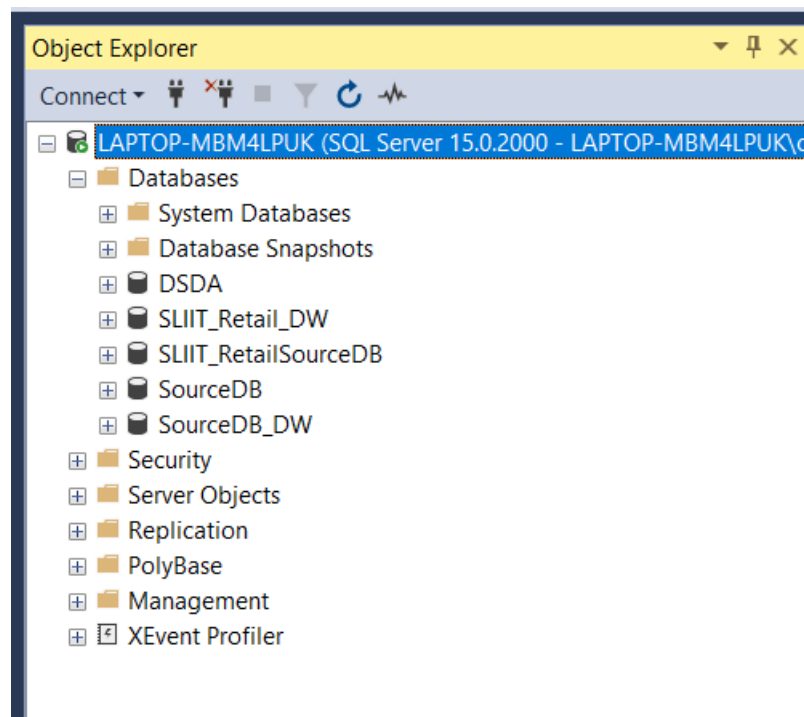 Object Explorer
Connect
LAPTOP-MBM4LPUK (SQL Server 15.0.2000 - LAPTOP-MBM4LPUK\
Databases
System Databases
Database Snapshots
DSDA
SLIIT_Retail_DW
SLIIT_RetailSourceDB
SourceDB
SourceDB_DW
Security
Server Objects
Replication
PolyBase
Management
XEvent Profiler